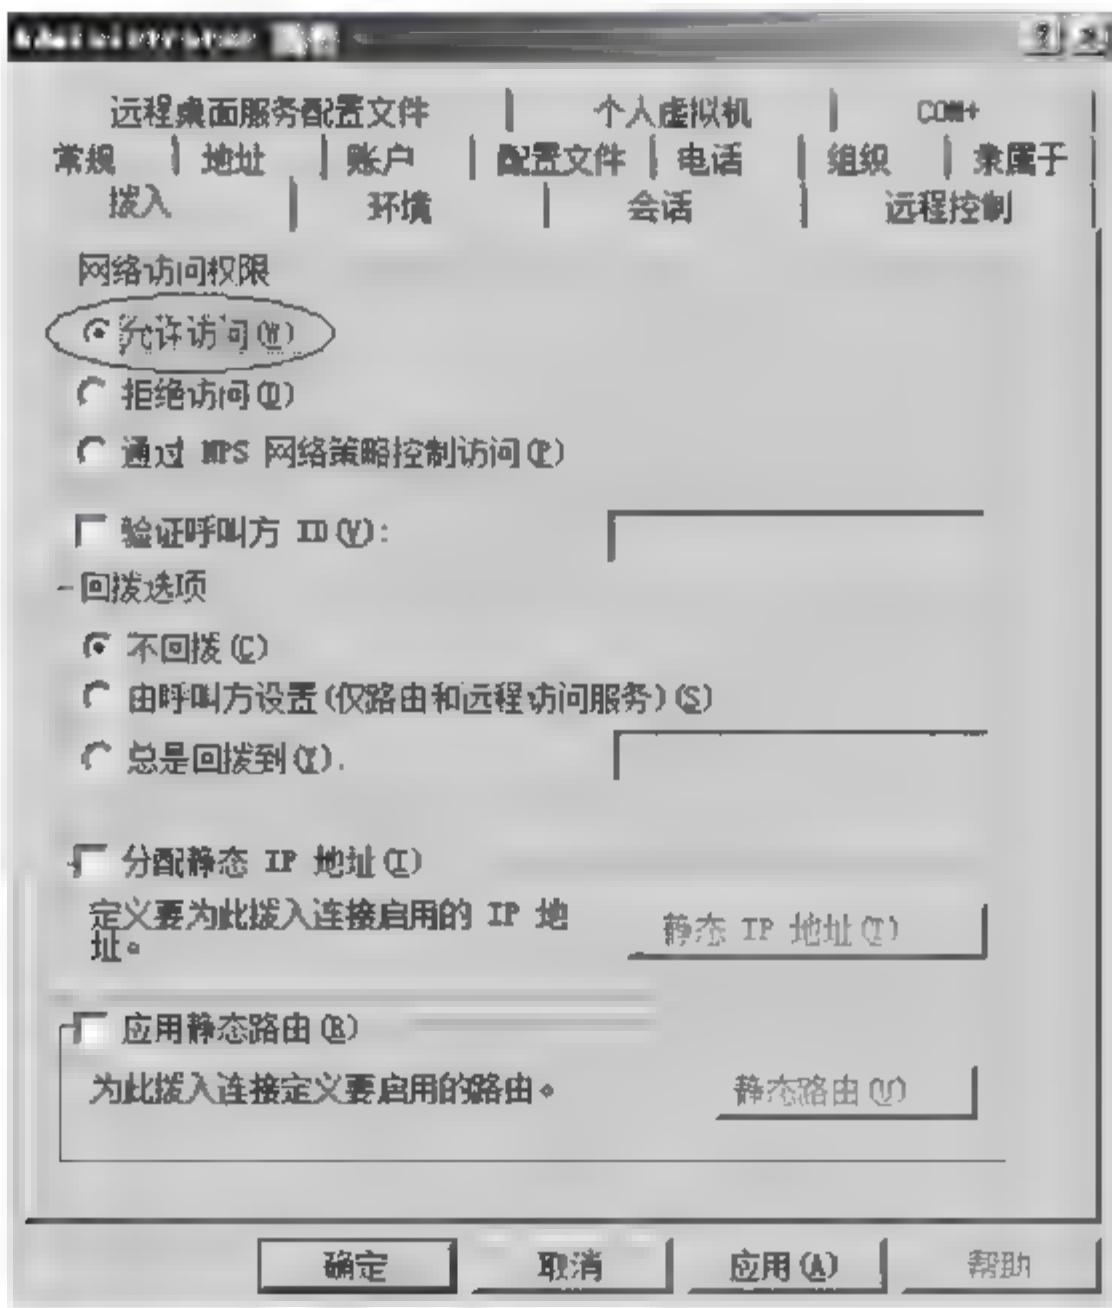 Administrator 属性
远程桌面服务配置文件 个人虚拟机 COM+
常规 地址 账户 配置文件 电话 组织 隶属于
拨入 环境 会话 远程控制
网络访问权限
允许访问(W)
拒绝访问(D)
通过 NPS 网络策略控制访问(P)
验证呼叫方 ID(V):
回拨选项
不回拨(C)
由呼叫方设置(仅路由和远程访问服务)(S)
总是回拨到(Y).
分配静态 IP 地址(I)
定义要为此拨入连接启用的 IP 地
址。
静态 IP 地址(T)
应用静态路由(R)
为此拨入连接定义要启用的路由。 静态路由(U)
确定 取消 应用(A) 帮助